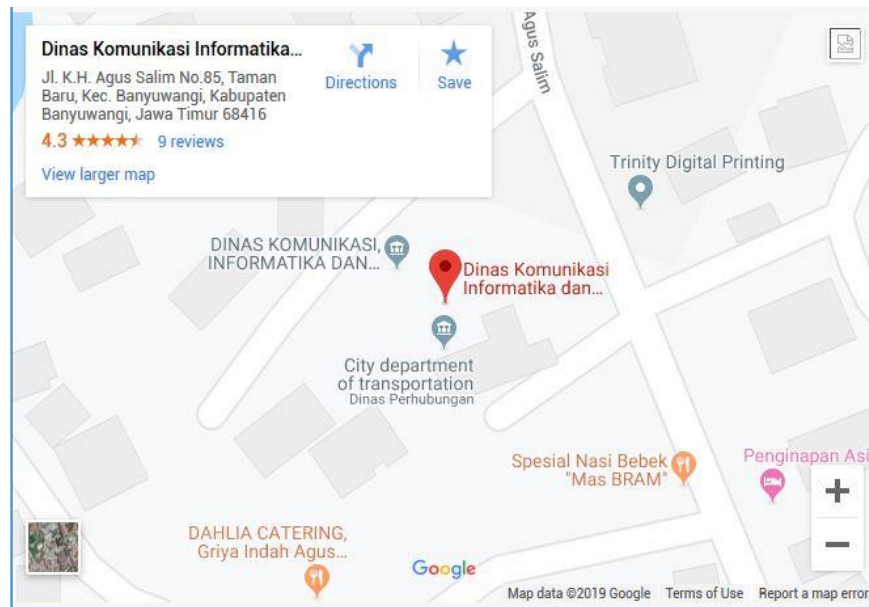 Dinas Komunikasi Informatika...
Jl. K.H. Agus Salim No.85, Taman
Baru, Kec. Banyuwangi, Kabupaten
Banyuwangi, Jawa Timur 68416
4.3 9 reviews
View larger map
Directions
Save
Agus Salim
Trinity Digital Printing
DINAS KOMUNIKASI,
INFORMATIKA DAN...
Dinas Komunikasi
Informatika dan...
City department
of transportation
Dinas Perhubungan
Spesial Nasi Bebek
"Mas BRAM"
Penginapan Asi
DAHLIA CATERING,
Griya Indah Agus...
Google
Map data ©2019 Google Terms of Use Report a map error